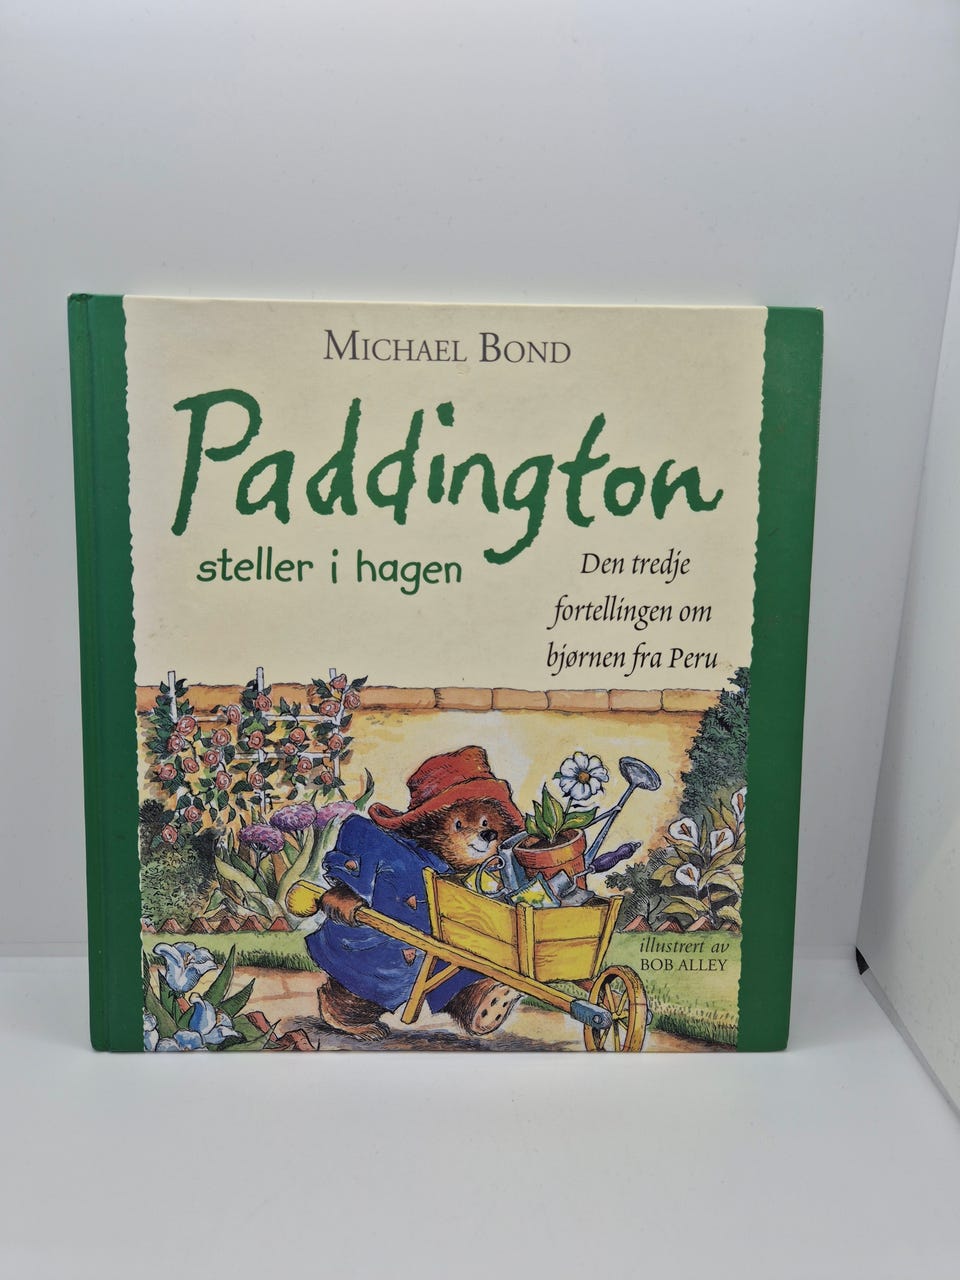 Michael Bond
Paddington
steller i hagen
Den tredje
fortellingen om
bjørnen fra Peru
illustrert av
BOB ALLEY